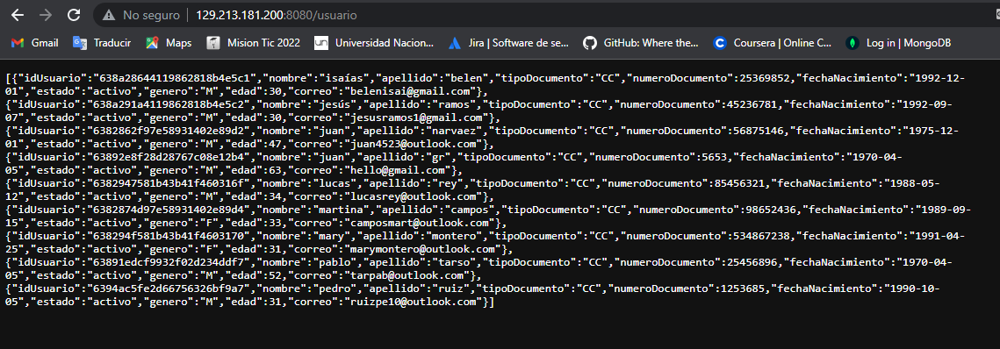 No seguro | 129.213.181.200:8080/usuario
Gmail Traducir Maps Mision Tic 2022 Universidad Nacion... Jira | Software de se... GitHub: Where the... Coursera | Online C... Log in | MongoDB
[{"idUsuario":"638a28644119862818b4e5c1","nombre":"isaías","apellido":"belen","tipoDocumento":"CC","numeroDocumento":25369852,"fechaNacimiento":"1992-12-
01","estado":"activo","genero":"M","edad":30,"correo":"belenisai@gmail.com"},
{"idUsuario":"638a291a4119862818b4e5c2","nombre":"jesús","apellido":"ramos","tipoDocumento":"CC","numeroDocumento":45236781,"fechaNacimiento":"1992-09-
07","estado":"activo","genero":"M","edad":30,"correo":"jesusramos1@gmail.com"},
{"idUsuario":"6382862f97e58931402e89d2","nombre":"juan","apellido":"narvaez","tipoDocumento":"CC","numeroDocumento":56875146,"fechaNacimiento":"1975-12-
01","estado":"activo","genero":"M","edad":47,"correo":"juan4523@outlook.com"},
{"idUsuario":"63892e8f28d28767c08e12b4","nombre":"juan","apellido":"gr","tipoDocumento":"CC","numeroDocumento":5653,"fechaNacimiento":"1970-04-
05","estado":"activo","genero":"M","edad":63,"correo":"hello@gmail.com"},
{"idUsuario":"6382947581b43b41f460316f","nombre":"lucas","apellido":"rey","tipoDocumento":"CC","numeroDocumento":85456321,"fechaNacimiento":"1988-05-
12","estado":"activo","genero":"M","edad":34,"correo":"lucasrey@outlook.com"},
{"idUsuario":"6382874d97e58931402e89d4","nombre":"martina","apellido":"campos","tipoDocumento":"CC","numeroDocumento":98652436,"fechaNacimiento":"1989-09-
15","estado":"activo","genero":"F","edad":33,"correo":"camposmart@outlook.com"},
{"idUsuario":"638294f581b43b41f4603170","nombre":"mary","apellido":"montero","tipoDocumento":"CC","numeroDocumento":534867238,"fechaNacimiento":"1991-04-
25","estado":"activo","genero":"F","edad":31,"correo":"marymontero@outlook.com"},
{"idUsuario":"63891edcf9932f02d234ddf7","nombre":"pablo","apellido":"tarso","tipoDocumento":"CC","numeroDocumento":25456896,"fechaNacimiento":"1970-04-
05","estado":"activo","genero":"M","edad":52,"correo":"tarpab@outlook.com"},
{"idUsuario":"6394ac5fe2d66756326bf9a7","nombre":"pedro","apellido":"ruiz","tipoDocumento":"CC","numeroDocumento":1253685,"fechaNacimiento":"1990-10-
05","estado":"activo","genero":"M","edad":31,"correo":"ruizpe10@outlook.com"}]